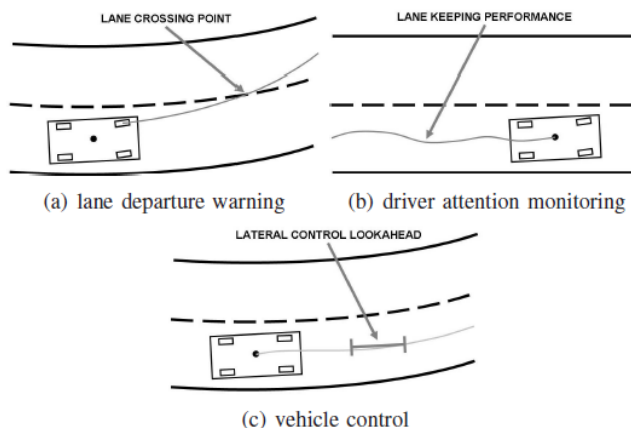 LANE CROSSING POINT
LANE KEEPING PERFORMANCE
(a) lane departure warning
(b) driver attention monitoring
LATERAL CONTROL LOOKAHEAD
(c) vehicle control